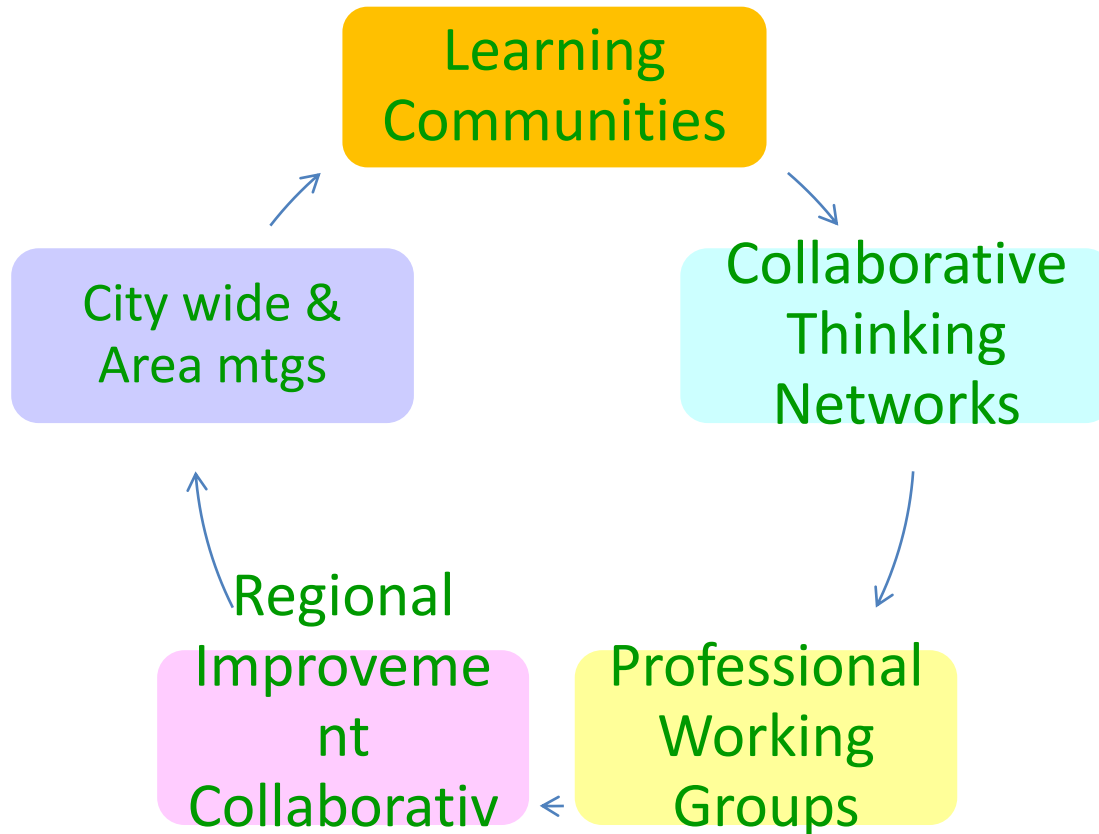 Learning
Communities
Collaborative
Thinking
Networks
Professional
Working
Groups
Regional
Improveme
nt
Collaborativ
City wide &
Area mtgs